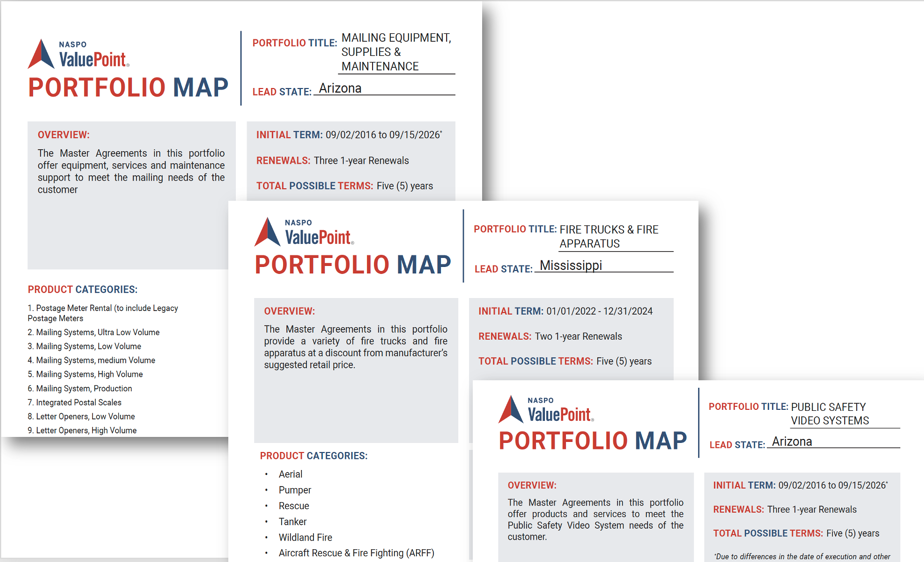 NASPO
ValuePoint®
PORTFOLIO MAP
PORTFOLIO TITLE: MAILING EQUIPMENT,
SUPPLIES &
MAINTENANCE
LEAD STATE: Arizona
OVERVIEW:
The Master Agreements in this portfolio
offer equipment, services and maintenance
support to meet the mailing needs of the
customer
INITIAL TERM: 09/02/2016 to 09/15/2026*
RENEWALS: Three 1-year Renewals
TOTAL POSSIBLE TERMS: Five (5) years
PRODUCT CATEGORIES:
1. Postage Meter Rental (to include Legacy
Postage Meters
2. Mailing Systems, Ultra Low Volume
3. Mailing Systems, Low Volume
4. Mailing Systems, medium Volume
5. Mailing Systems, High Volume
6. Mailing System, Production
7. Integrated Postal Scales
8. Letter Openers, Low Volume
9. Letter Openers, High Volume
NASPO
ValuePoint®
PORTFOLIO MAP
PORTFOLIO TITLE: FIRE TRUCKS & FIRE
APPARATUS
LEAD STATE: Mississippi
OVERVIEW:
The Master Agreements in this portfolio
provide a variety of fire trucks and fire
apparatus at a discount from manufacturer's
suggested retail price.
INITIAL TERM: 01/01/2022 - 12/31/2024
RENEWALS: Two 1-year Renewals
TOTAL POSSIBLE TERMS: Five (5) years
PRODUCT CATEGORIES:
• Aerial
• Pumper
• Rescue
• Tanker
• Wildland Fire
• Aircraft Rescue & Fire Fighting (ARFF)
NASPO
ValuePoint®
PORTFOLIO MAP
PORTFOLIO TITLE: PUBLIC SAFETY
VIDEO SYSTEMS
LEAD STATE: Arizona
OVERVIEW:
The Master Agreements in this portfolio
offer products and services to meet the
Public Safety Video System needs of the
customer.
INITIAL TERM: 09/02/2016 to 09/15/2026*
RENEWALS: Three 1-year Renewals
TOTAL POSSIBLE TERMS: Five (5) years
*Due to differences in the date of execution and other